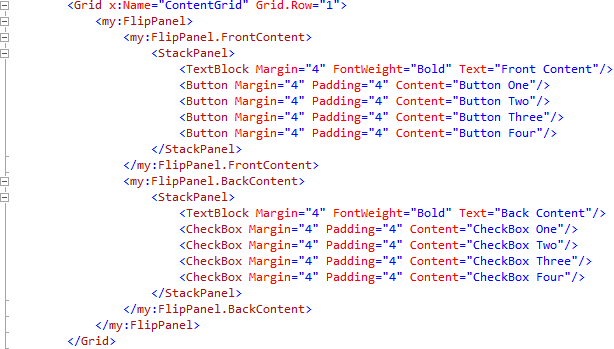 <Grid x:Name="ContentGrid" Grid.Row="1">
<my:FlipPanel>
<my:FlipPanel.FrontContent>
<StackPanel>
<TextBlock Margin="4" FontWeight="Bold" Text="Front Content"/>
<Button Margin="4" Padding="4" Content="Button One"/>
<Button Margin="4" Padding="4" Content="Button Two"/>
<Button Margin="4" Padding="4" Content="Button Three"/>
<Button Margin="4" Padding="4" Content="Button Four"/>
</StackPanel>
</my:FlipPanel.FrontContent>
<my:FlipPanel.BackContent>
<StackPanel>
<TextBlock Margin="4" FontWeight="Bold" Text="Back Content"/>
<CheckBox Margin="4" Padding="4" Content="CheckBox One"/>
<CheckBox Margin="4" Padding="4" Content="CheckBox Two"/>
<CheckBox Margin="4" Padding="4" Content="CheckBox Three"/>
<CheckBox Margin="4" Padding="4" Content="CheckBox Four"/>
</StackPanel>
</my:FlipPanel.BackContent>
</my:FlipPanel>
</Grid>